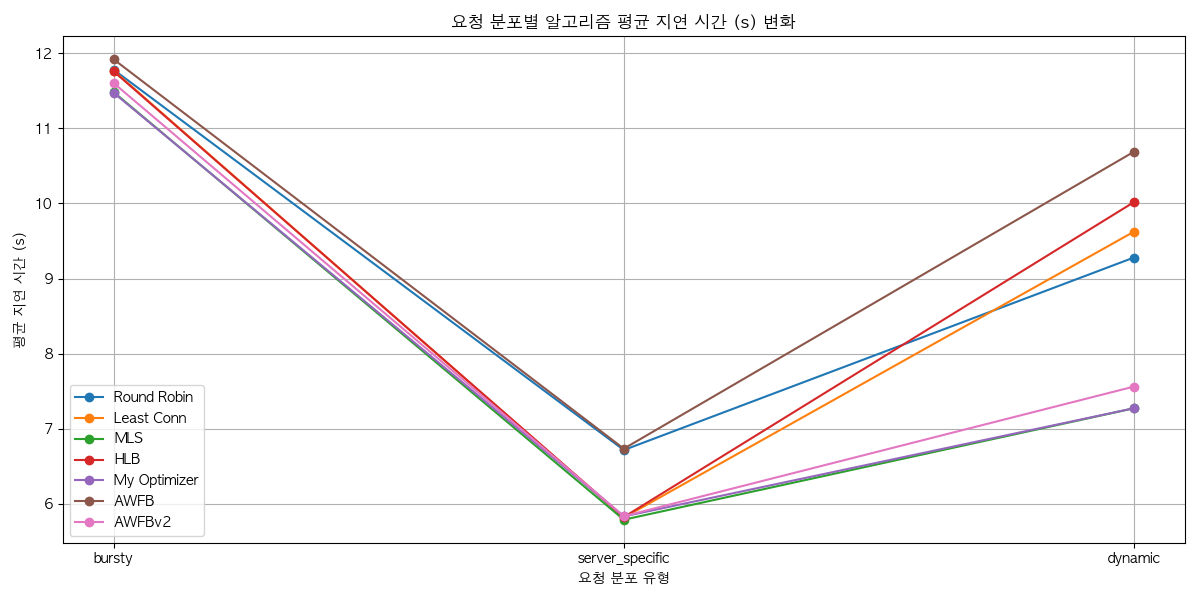 요청 분포별 알고리즘 평균 지연 시간 (s) 변화
12
11
10
9
8
7
6
평균 지연 시간 (s)
Round Robin
Least Conn
MLS
HLB
My Optimizer
AWFB
AWFBv2
bursty
server_specific
dynamic
요청 분포 유형